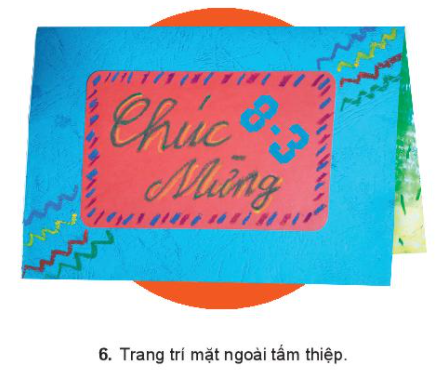 Chúc 8-3
Mừng
6. Trang trí mặt ngoài tấm thiệp.